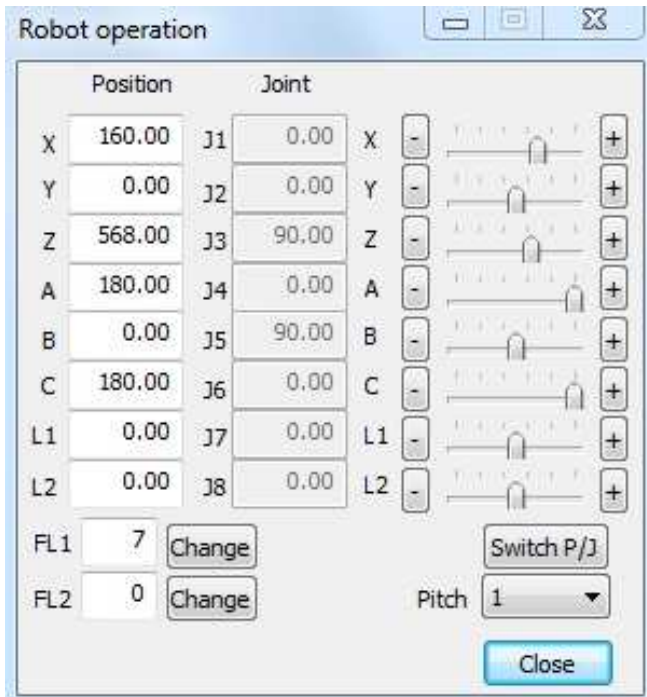 Robot operation
Position Joint
X 160.00 J1 0.00 X - +
Y 0.00 J2 0.00 Y - +
Z 568.00 J3 90.00 Z - +
A 180.00 J4 0.00 A - +
B 0.00 J5 90.00 B - +
C 180.00 J6 0.00 C - +
L1 0.00 J7 0.00 L1 - +
L2 0.00 J8 0.00 L2 - +
FL1 7 Change Switch P/J
FL2 0 Change Pitch 1
Close